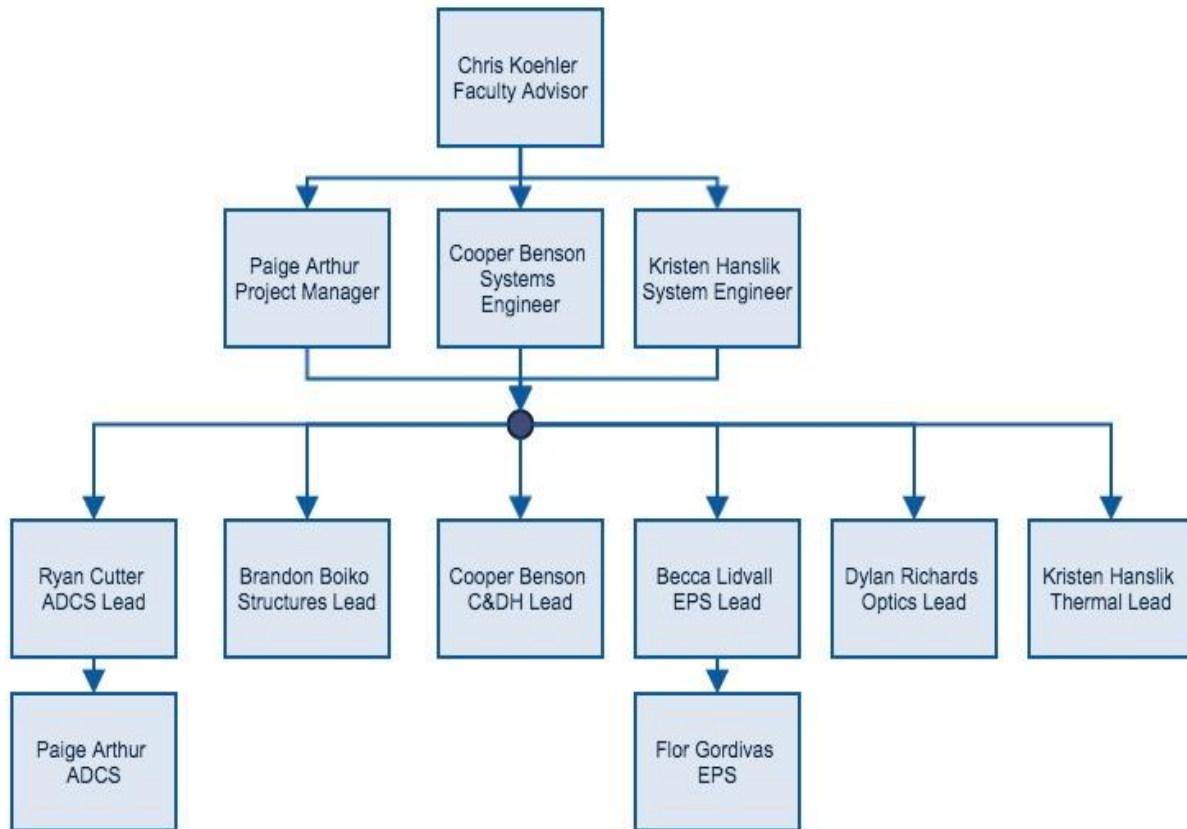 Chris Koehler
Faculty Advisor
Paige Arthur
Project Manager
Cooper Benson
Systems
Engineer
Kristen Hanslik
System Engineer
Ryan Cutter
ADCS Lead
Brandon Boiko
Structures Lead
Cooper Benson
C&DH Lead
Becca Lidvall
EPS Lead
Dylan Richards
Optics Lead
Kristen Hanslik
Thermal Lead
Paige Arthur
ADCS
Flor Gordivas
EPS